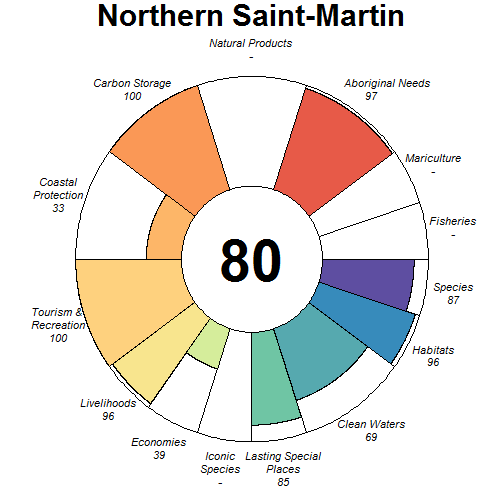 Northern Saint-Martin
Natural Products
-
Carbon Storage
100
Aboriginal Needs
97
Mariculture
-
Coastal
Protection
33
Fisheries
-
80
Species
87
Tourism &
Recreation
100
Habitats
96
Livelihoods
96
Clean Waters
69
Economies
39
Iconic
Species
-
Lasting Special
Places
85